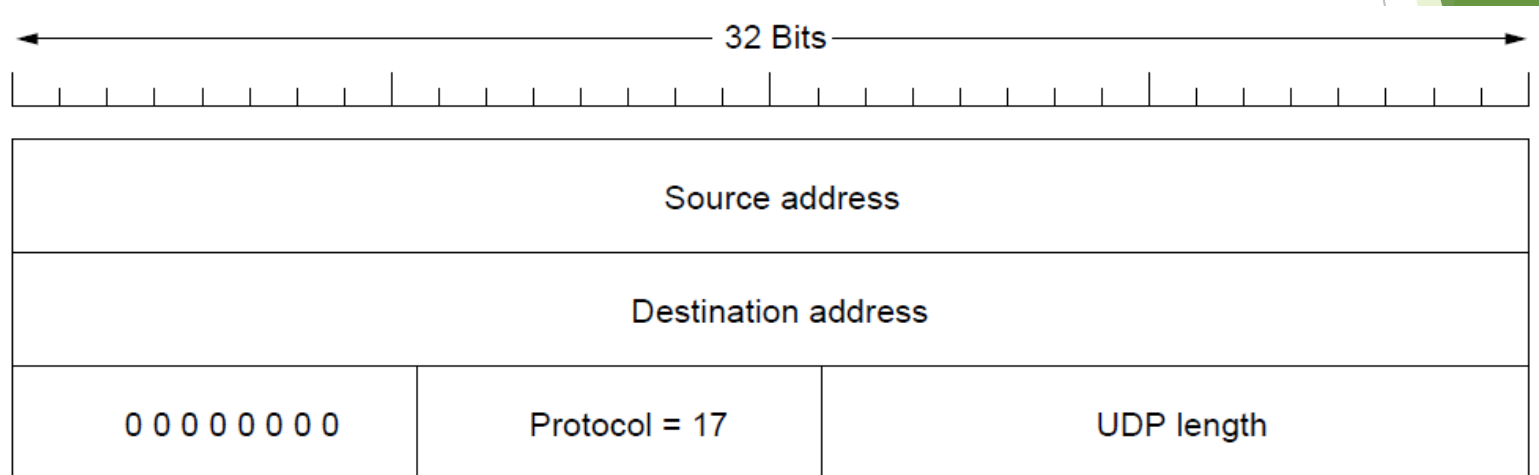 32 Bits
Source address
Destination address
0 0 0 0 0 0 0 0 Protocol = 17 UDP length